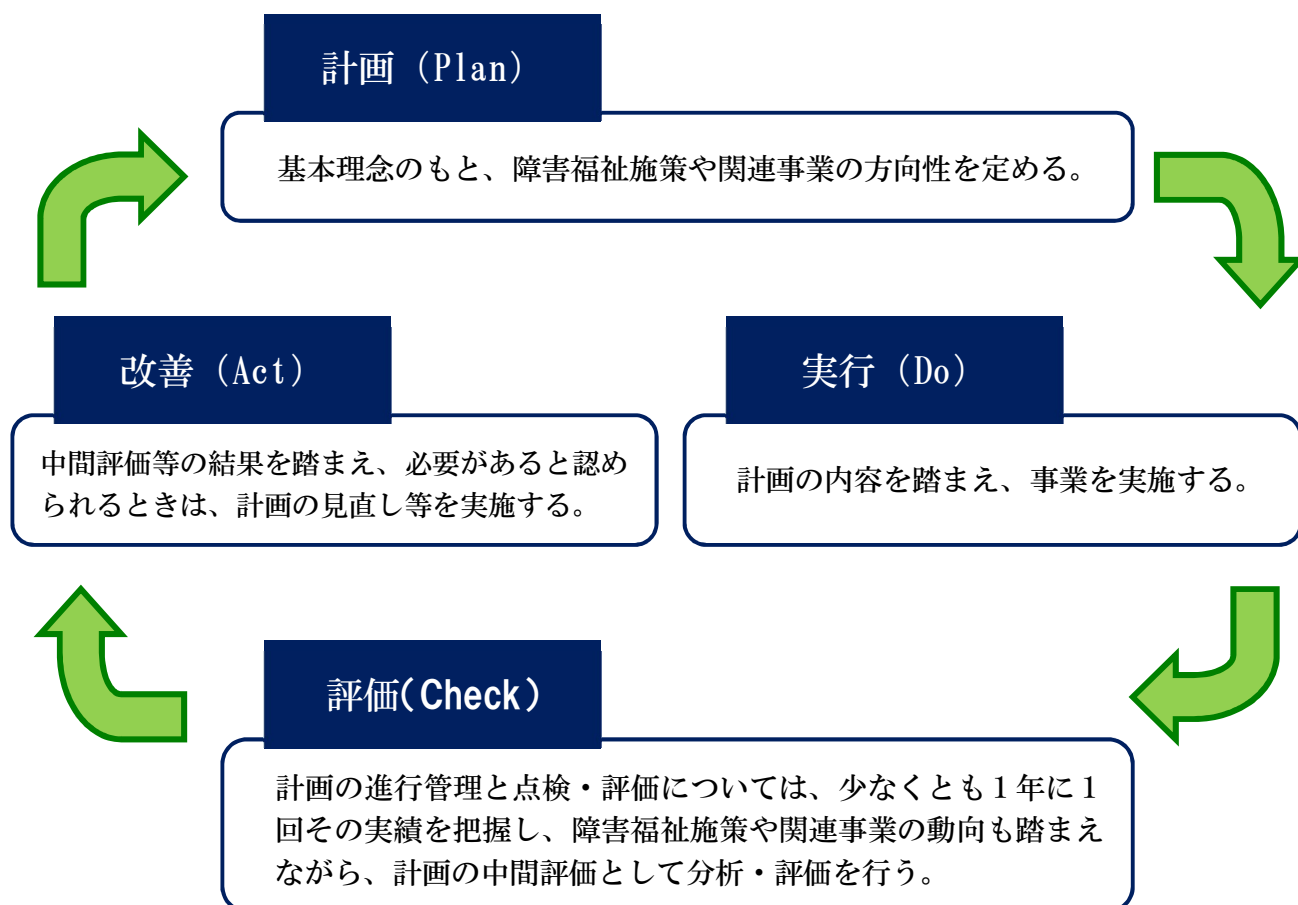 計画（Plan）
基本理念のもと、障害福祉施策や関連事業の方向性を定める。
改善（Act）
中間評価等の結果を踏まえ、必要があると認め
られるときは、計画の見直し等を実施する。
実行（Do）
計画の内容を踏まえ、事業を実施する。
評価(Check)
計画の進行管理と点検・評価については、少なくとも１年に１
回その実績を把握し、障害福祉施策や関連事業の動向も踏まえ
ながら、計画の中間評価として分析・評価を行う。